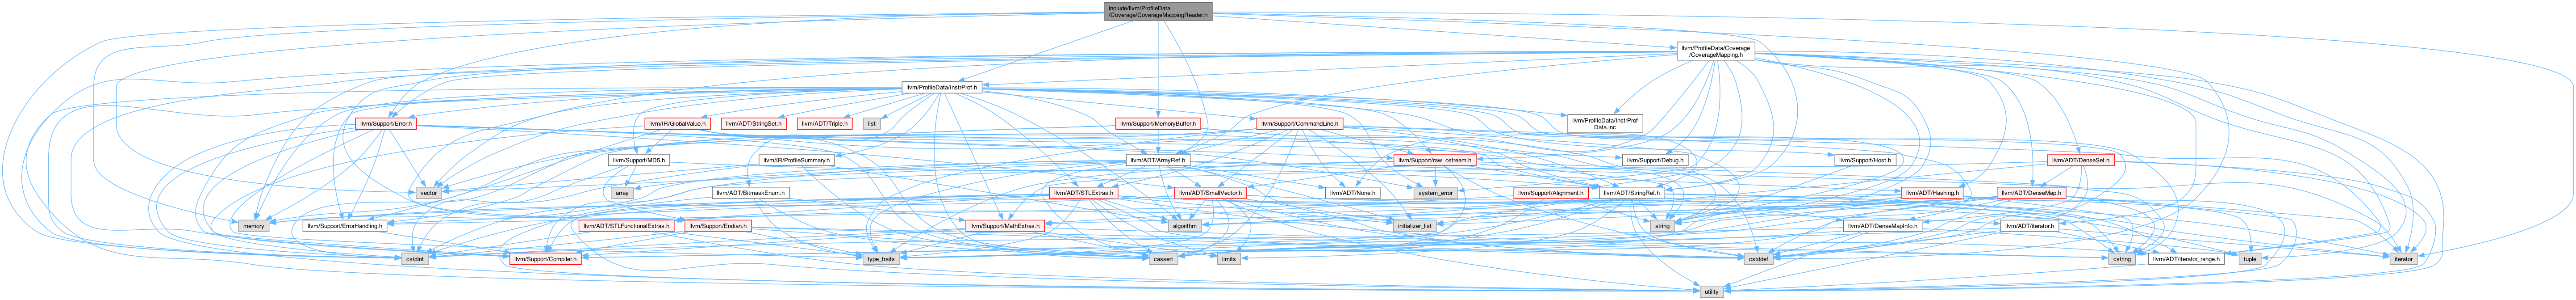 include/llvm/ProfileData
/Coverage/CoverageMappingReader.h
llvm/ProfileData/Coverage
/CoverageMapping.h
llvm/ProfileData/InstrProf.h
llvm/Support/Error.h
llvm/IR/GlobalValue.h
llvm/ADT/StringSet.h
llvm/ADT/Triple.h
list
llvm/Support/MemoryBuffer.h
llvm/Support/CommandLine.h
llvm/ProfileData/InstrProf
Data.inc
llvm/Support/MD5.h
llvm/IR/ProfileSummary.h
llvm/ADT/ArrayRef.h
llvm/Support/raw_ostream.h
llvm/Support/Debug.h
llvm/Support/Host.h
llvm/ADT/DenseSet.h
vector
array
llvm/ADT/BitmaskEnum.h
llvm/ADT/STLExtras.h
llvm/ADT/SmallVector.h
llvm/ADT/None.h
system_error
llvm/Support/Alignment.h
llvm/ADT/StringRef.h
llvm/ADT/Hashing.h
llvm/ADT/DenseMap.h
memory
llvm/Support/ErrorHandling.h
llvm/ADT/STLFunctionalExtras.h
llvm/Support/Endian.h
llvm/Support/MathExtras.h
algorithm
initializer_list
string
llvm/ADT/DenseMapInfo.h
llvm/ADT/iterator.h
cstdint
llvm/Support/Compiler.h
type_traits
cassert
limits
cstddef
cstring
llvm/ADT/iterator_range.h
tuple
iterator
utility